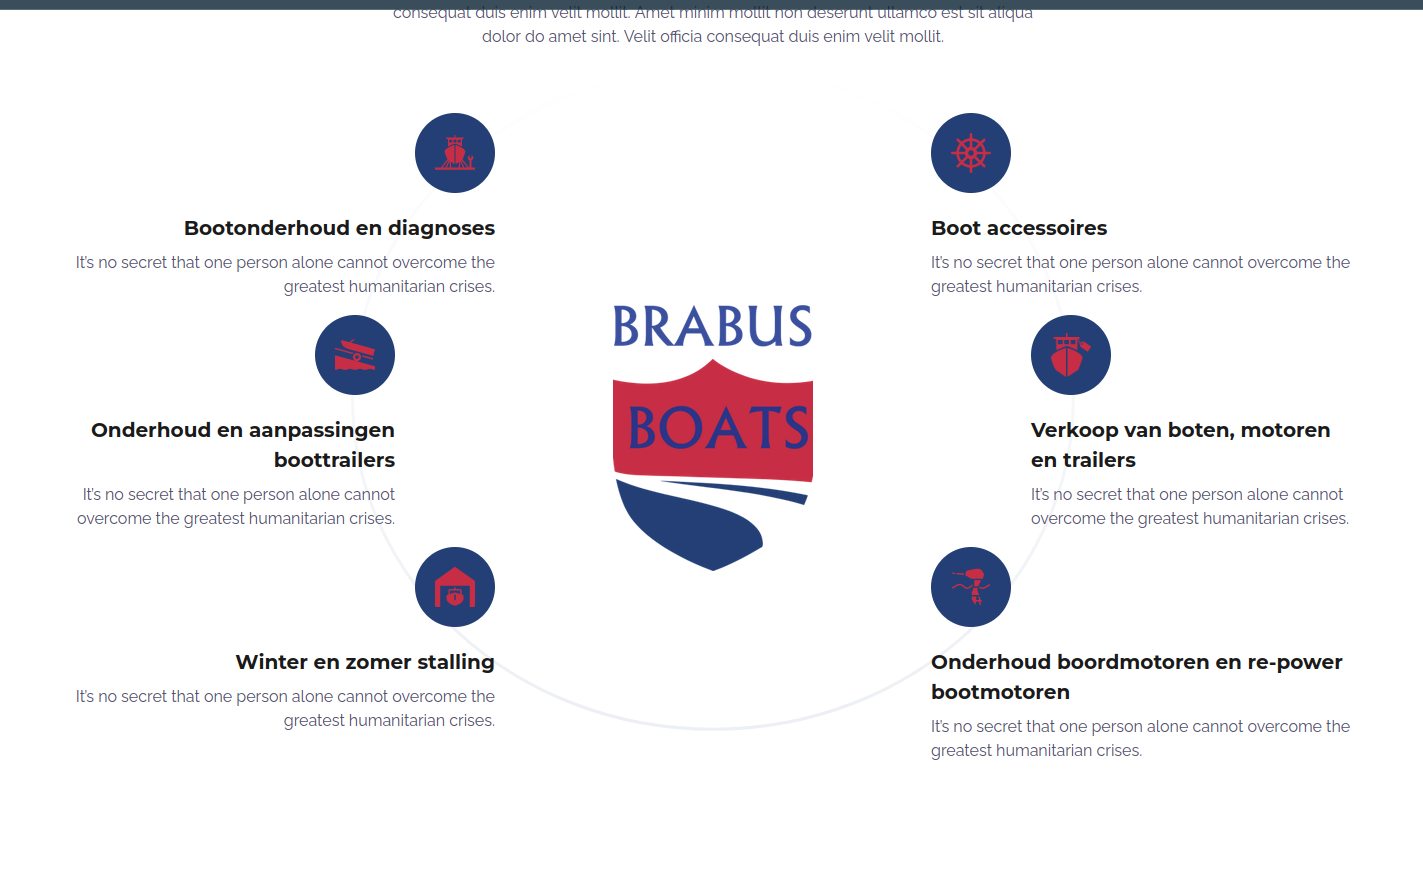 consequat duis enim velit mollit. Amet minim mollit non deserunt ullamco est sit aliqua
dolor do amet sint. Velit officia consequat duis enim velit mollit.
Bootonderhoud en diagnoses
It's no secret that one person alone cannot overcome the
greatest humanitarian crises.
Onderhoud en aanpassingen
boottrailers
It's no secret that one person alone cannot
overcome the greatest humanitarian crises.
Winter en zomer stalling
It's no secret that one person alone cannot overcome the
greatest humanitarian crises.
BRABUS
BOATS
Boot accessoires
It's no secret that one person alone cannot overcome the
greatest humanitarian crises.
Verkoop van boten, motoren
en trailers
It's no secret that one person alone cannot
overcome the greatest humanitarian crises.
Onderhoud boordmotoren en re-power
bootmotoren
It's no secret that one person alone cannot overcome the
greatest humanitarian crises.